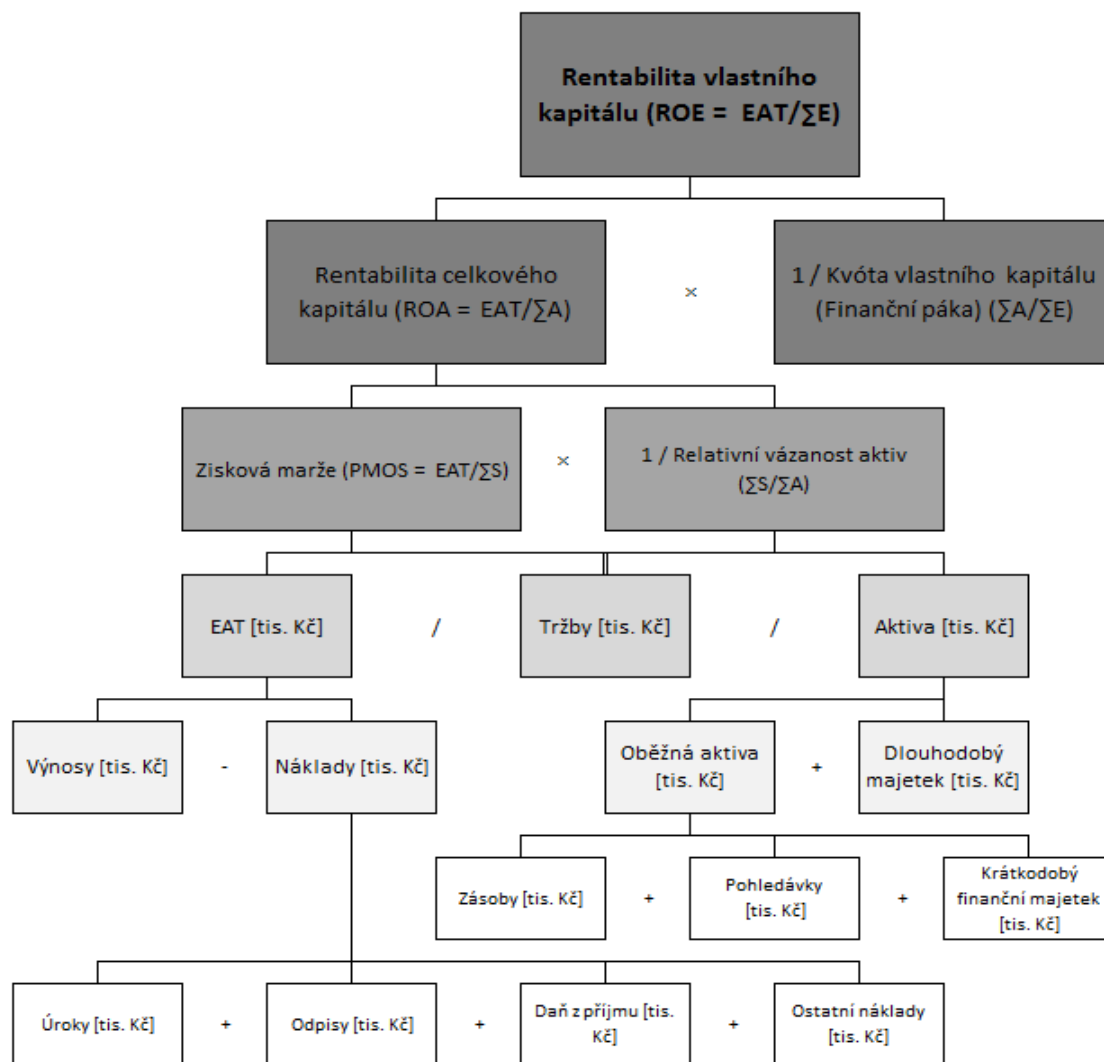 Rentabilita vlastního
kapitálu (ROE = EAT/∑E)
Rentabilita celkového
kapitálu (ROA = EAT/∑A)
×
1 / Kvóta vlastního kapitálu
(Finanční páka) (∑A/∑E)
Zisková marže (PMOS = EAT/∑S)
×
1 / Relativní vázanost aktiv
(∑S/∑A)
EAT [tis. Kč]
/
Tržby [tis. Kč]
/
Aktiva [tis. Kč]
Výnosy [tis. Kč]
-
Náklady [tis. Kč]
Oběžná aktiva
[tis. Kč]
+
Dlouhodobý
majetek [tis. Kč]
Zásoby [tis. Kč]
+
Pohledávky
[tis. Kč]
+
Krátkodobý
finanční majetek
[tis. Kč]
Úroky [tis. Kč]
+
Odpisy [tis. Kč]
+
Daň z příjmu [tis.
Kč]
+
Ostatní náklady
[tis. Kč]